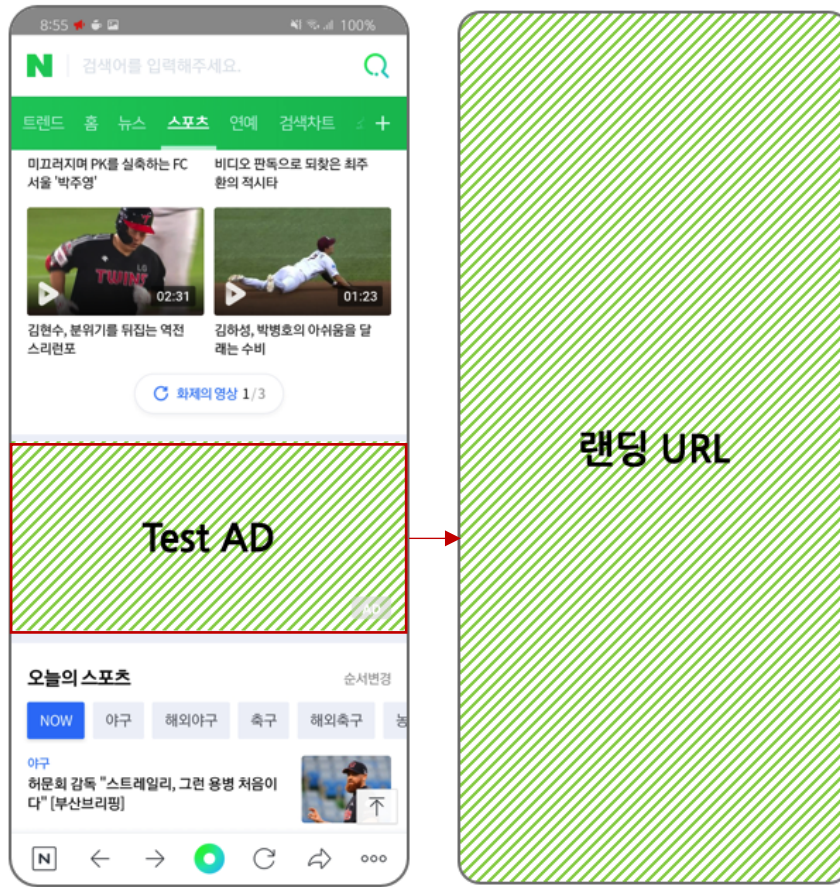 8:55
100%
N
검색어를 입력해주세요.
트렌드 홈 뉴스 스포츠 연예 검색차트
미끄러지며 PK를 실축하는 FC
서울 '박주영'
비디오 판독으로 되찾은 최주
환의 적시타
LG
TWINS
02:31
01:23
김현수, 분위기를 뒤집는 역전
스리런포
김하성, 박병호의 아쉬움을 달
래는 수비
화제의 영상 1/3
Test AD
AD
오늘의 스포츠
순서변경
NOW 야구 해외야구 축구 해외축구 농
야구
허문회 감독 "스트레일리, 그런 용병 처음이
다" [부산브리핑]
N
랜딩 URL